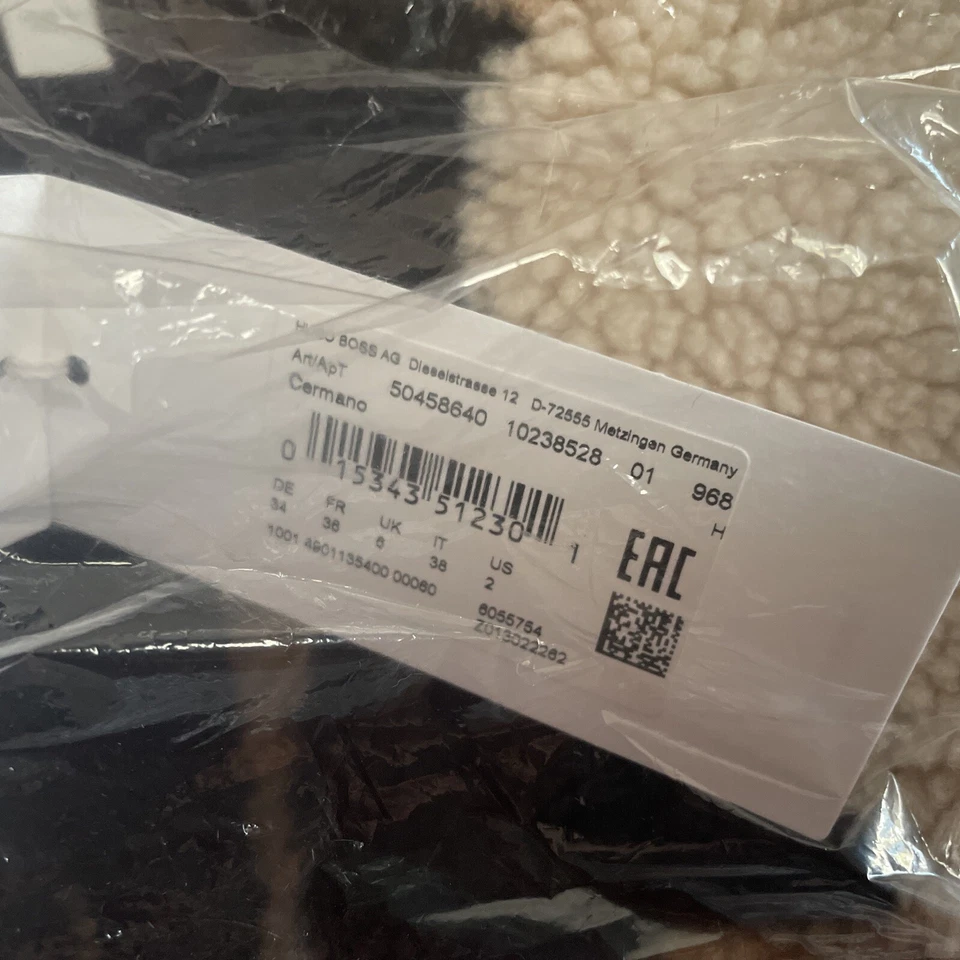 BOSS AG Dieselstrasse 12 D-72555 Metzingen Germany
Art/ApT 50458640 10238528 01 968
Cermano H
0 15343 51230 1
DE FR UK IT US
34 36 6 38 2
EAC
1001 4901135400 00060
6055754
Z013022262